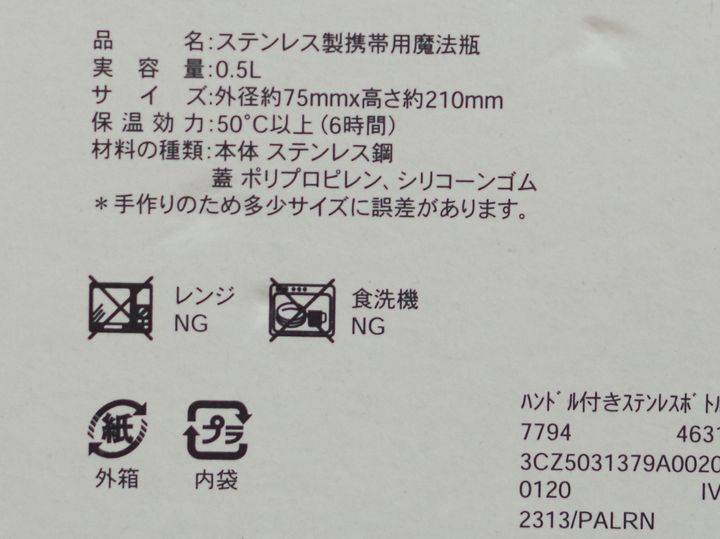 品 名:ステンレス製携帯用魔法瓶
実 容 量:0.5L
サ イ ズ:外径約75mmx高さ約210mm
保 温 効 力:50°C以上(6時間)
材料の種類:本体 ステンレス鋼
蓋 ポリプロピレン、シリコーンゴム
*手作りのため多少サイズに誤差があります。
レンジ
NG
食洗機
NG
紙
外箱
プラ
内袋
ﾊﾝﾄﾞﾙ付きｽﾃﾝﾚｽﾎﾞﾄﾙ
7794 4631
3CZ5031379A0020
0120 IV
2313/PALRN